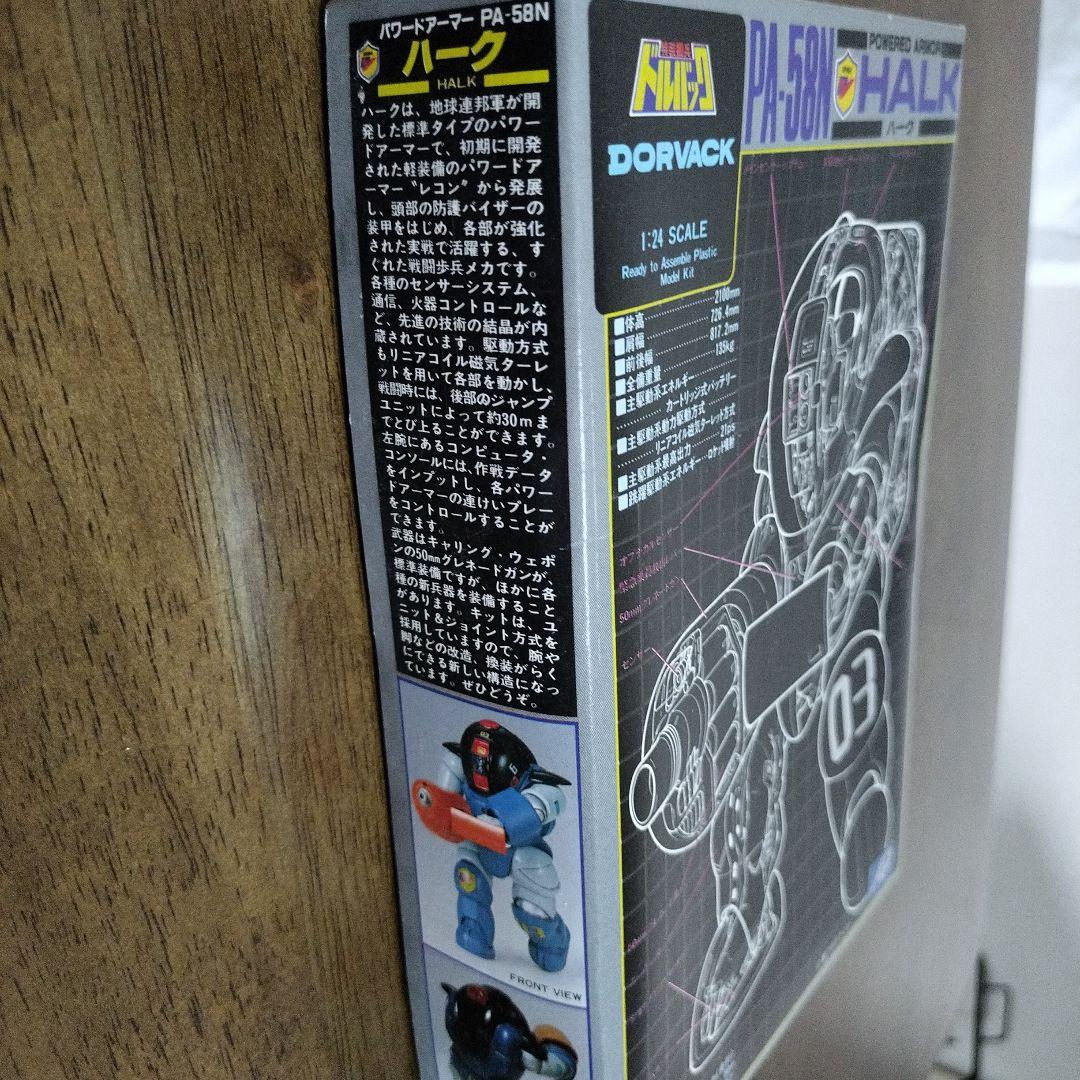 パワードアーマー PA-58N
ハーク
HALK
ハークは、地球連邦軍が開
発した標準タイプのパワー
ドアーマーで、初期に開発
された軽装備のパワードア
ーマー〝レコン〟から発展
し、頭部の防護バイザーの
装甲をはじめ、各部が強化
された実戦で活躍する、す
ぐれた戦闘歩兵メカです。
各種のセンサーシステム、
通信、火器コントロールな
ど、先進の技術の結晶が内
蔵されています。駆動方式
もリニアコイル磁気ターレ
ットを用いて各部を動かし、
戦闘時には、後部のジャンプ
ユニットによって約30mま
でとび上ることができます。
左腕にあるコンピュータ・
コンソールには、作戦データ
をインプットし、各パワー
ドアーマーの連けいプレー
をコントロールすることが
できます。
武器はキャリング・ウェポ
ンの50mmグレネードガンが、
標準装備ですが、ほかに各
種の新兵器を装備すること
があります。キットは、ユ
ニット&ジョイント方式を
採用していますので、腕や
脚などの改造、換装がらく
にできる新しい構造になっ
ています。ぜひどうぞ。
FRONT VIEW
ドルバック
DORVACK
1:24 SCALE
Ready to Assemble Plastic
Model Kit
PA-58N
POWERED ARMOR
HALK
ハーク
■体高 2100mm
■肩幅 726.4mm
■前後幅 817.2mm
■全備重量 135kg
■主駆動系エネルギー
カートリッジ式バッテリー
■主駆動系動力駆動方式
リニアコイル磁気ターレット方式
■主駆動系最高出力 21ps
■跳躍駆動系エネルギー ロケット噴射
センサー
03